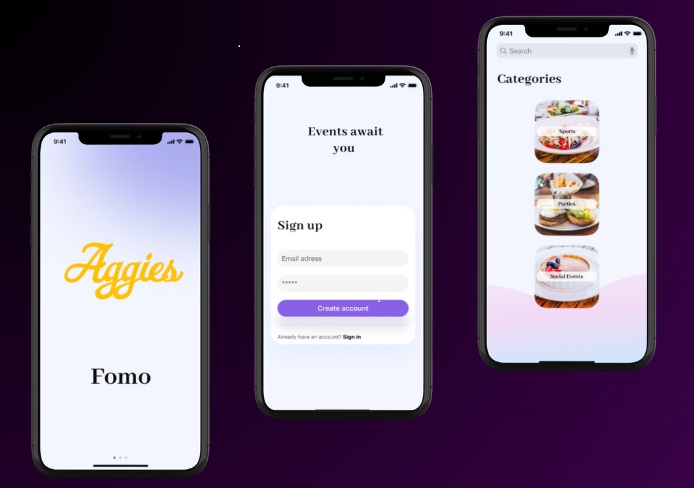 9:41
Aggies
Fomo
9:41
Events await
you
Sign up
Email adress
*****
Create account
Already have an account? Sign in
9:41
Search
Categories
Sports
Parties
Social Events